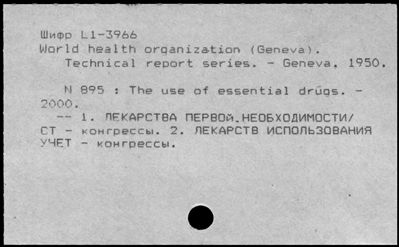 Шифр L1-3966
World health organization (Geneva).
Technical report series. - Geneva, 1950.
N 895 : The use of essential drugs. -
2000.
-- 1. ЛЕКАРСТВА ПЕРВОЙ.НЕОБХОДИМОСТИ/
СТ - конгрессы. 2. ЛЕКАРСТВ ИСПОЛЬЗОВАНИЯ
УЧЕТ - конгрессы.